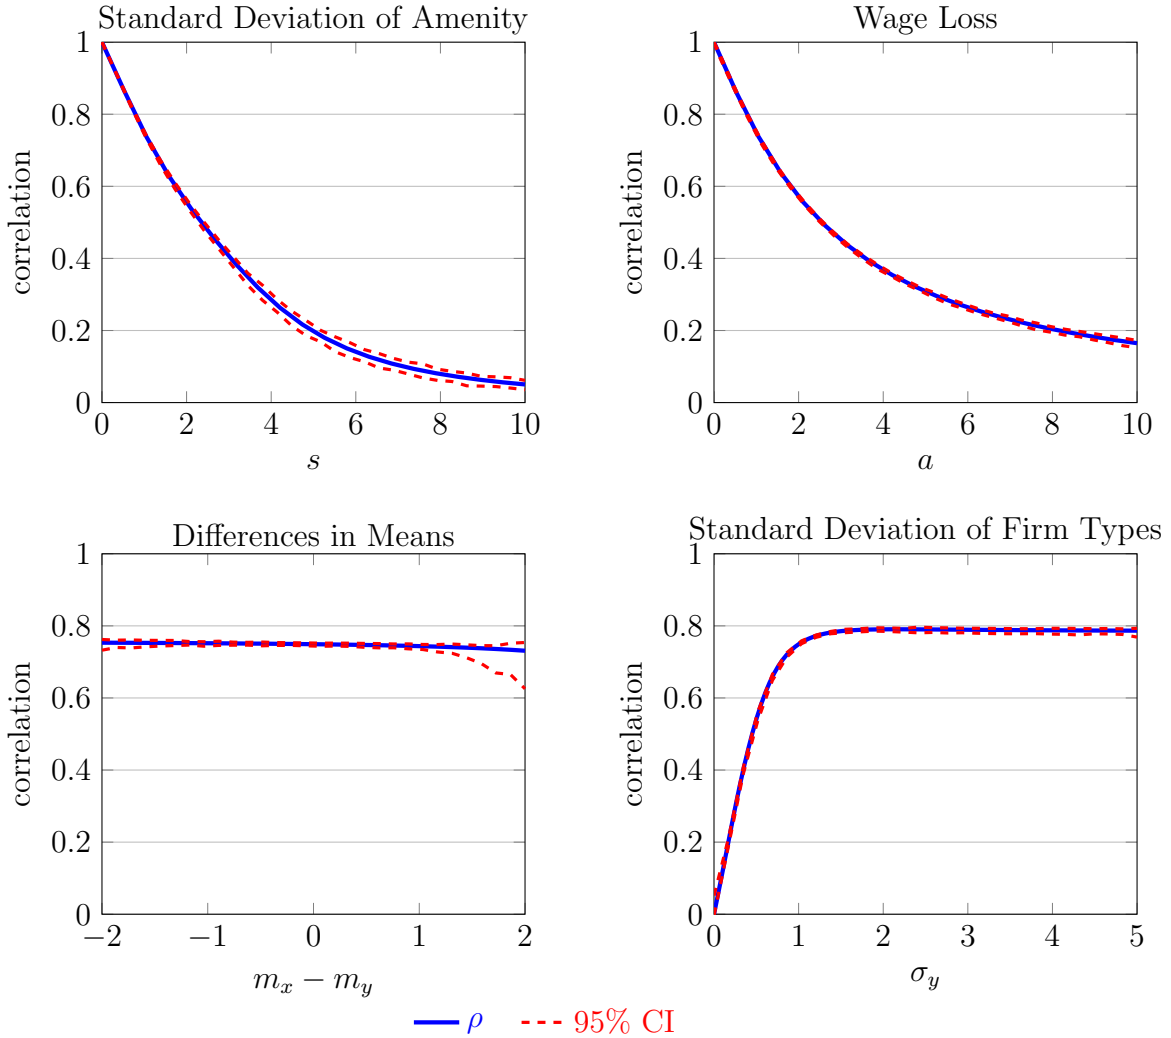 Standard Deviation of Amenity
1
0.8
0.6
0.4
0.2
0
correlation
0 2 4 6 8 10
s
Wage Loss
1
0.8
0.6
0.4
0.2
0
correlation
0 2 4 6 8 10
a
Differences in Means
1
0.8
0.6
0.4
0.2
0
correlation
−2 −1 0 1 2
m_x − m_y
Standard Deviation of Firm Types
1
0.8
0.6
0.4
0.2
0
correlation
0 1 2 3 4 5
σ_y
ρ 95% CI